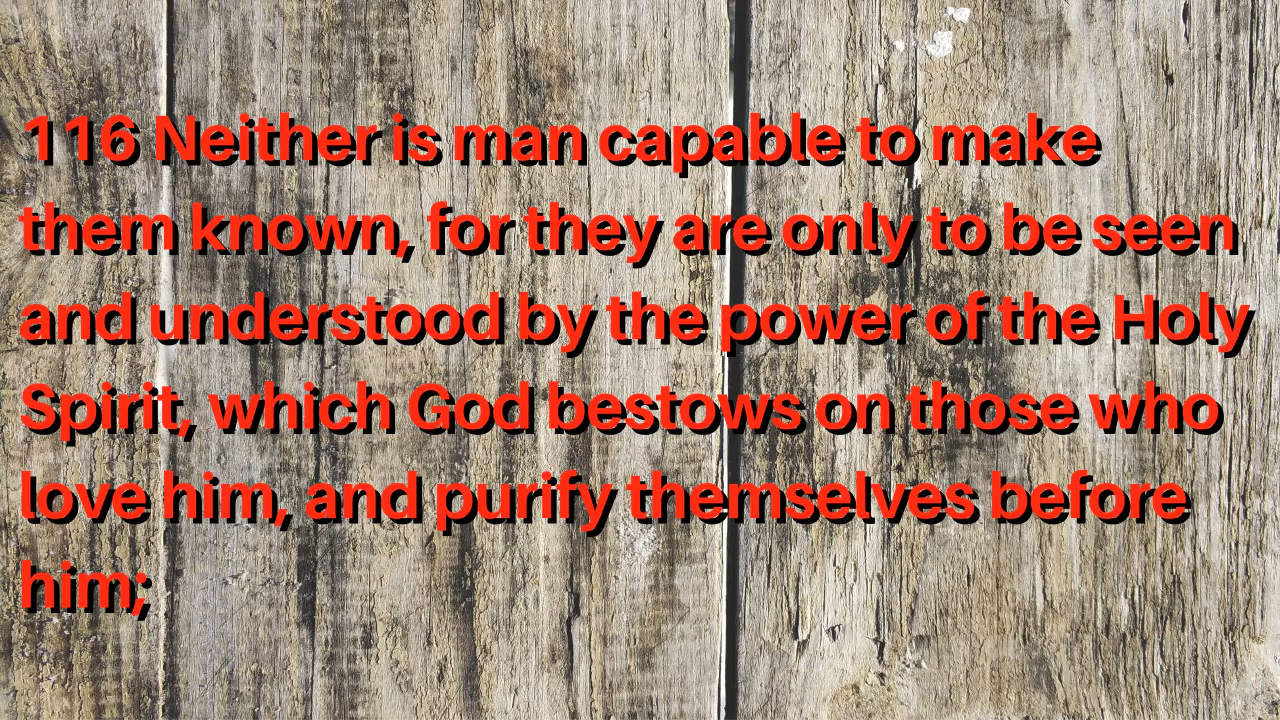 116 Neither is man capable to make
them known, for they are only to be seen
and understood by the power of the Holy
Spirit, which God bestows on those who
love him, and purify themselves before
him;